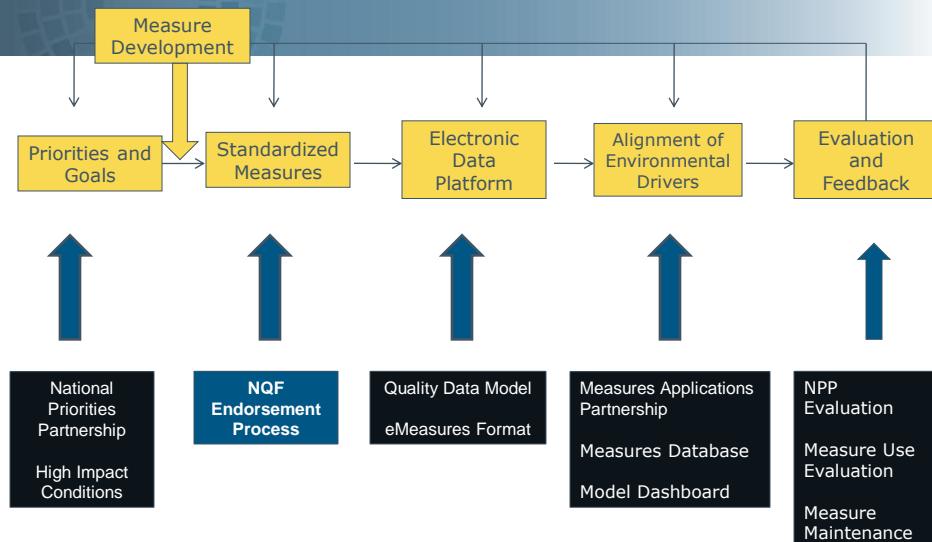 Measure
Development
Priorities and
Goals
Standardized
Measures
Electronic
Data
Platform
Alignment of
Environmental
Drivers
Evaluation
and
Feedback
National
Priorities
Partnership
High Impact
Conditions
NQF
Endorsement
Process
Quality Data Model
eMeasures Format
Measures Applications
Partnership
Measures Database
Model Dashboard
NPP
Evaluation
Measure Use
Evaluation
Measure
Maintenance